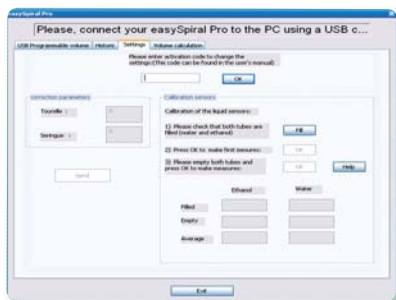 easySpiral Pro
Please, connect your easySpiral Pro to the PC using a USB c...
USB Programmable volume Motors Settings Volume calculation
Please enter activation code to change the
settings:(This code can be found in the user's manual)
OK
correction parameters
Tourelle :
Seringue :
Send
Calibration sensors
Calibration of the liquid sensors:
1) Please check that both tubes are
filled (water and ethanol)
Fill
2) Press OK to make first mesures:
OK
3) Please empty both tubes and
press OK to make measures:
OK
Help
Ethanol Water
Filled
Empty
Average
Exit